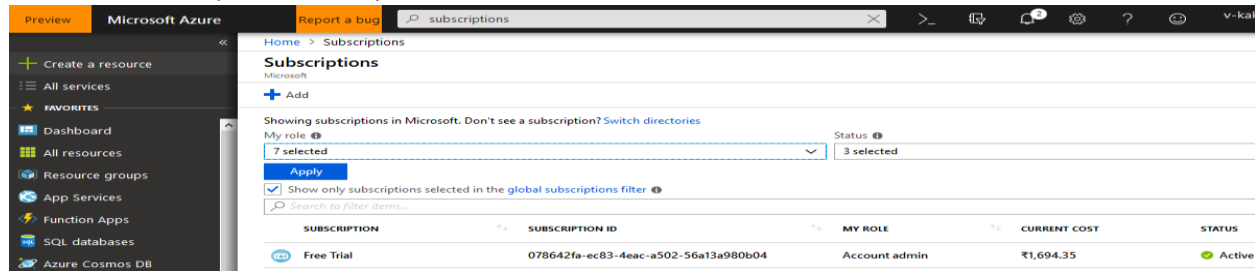 Preview
Microsoft Azure
Report a bug
subscriptions
>_
2
?
v-kak
«
Create a resource
All services
FAVORITES
Dashboard
All resources
Resource groups
App Services
Function Apps
SQL databases
Azure Cosmos DB
Home > Subscriptions
Subscriptions
Microsoft
Add
Showing subscriptions in Microsoft. Don't see a subscription? Switch directories
My role
Status
7 selected
3 selected
Apply
Show only subscriptions selected in the global subscriptions filter
Search to filter items...
SUBSCRIPTION SUBSCRIPTION ID MY ROLE CURRENT COST STATUS
Free Trial 078642fa-ec83-4eac-a502-56a13a980b04 Account admin ₹1,694.35 Active